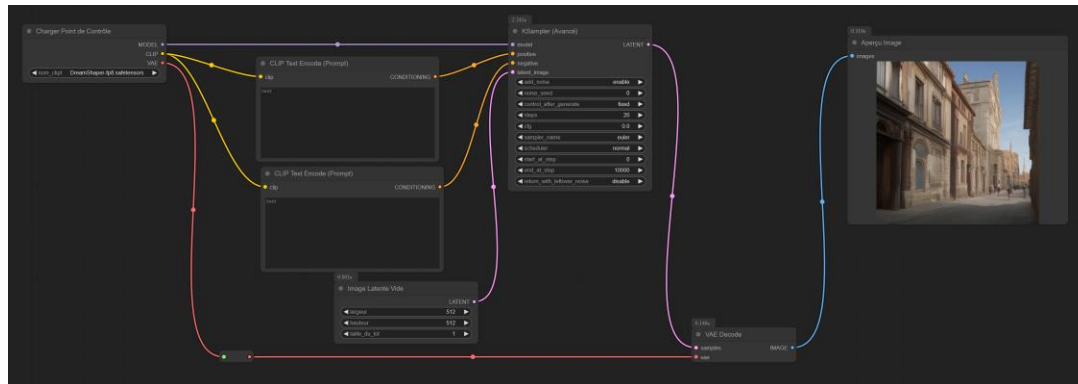 Charger Point de Contrôle
MODEL
CLIP
VAE
nom_ckpt DreamShaper.fp8.safetensors
CLIP Text Encode (Prompt)
clip CONDITIONING
text
CLIP Text Encode (Prompt)
clip CONDITIONING
text
Image Latente Vide
LATENT
largeur 512
hauteur 512
taille_du_lot 1
KSampler (Avancé)
model LATENT
positive
negative
latent_image
add_noise enable
noise_seed 0
control_after_generate fixed
steps 20
cfg 0.0
sampler_name euler
scheduler normal
start_at_step 0
end_at_step 10000
return_with_leftover_noise disable
VAE Decode
samples IMAGE
vae
Aperçu Image
images